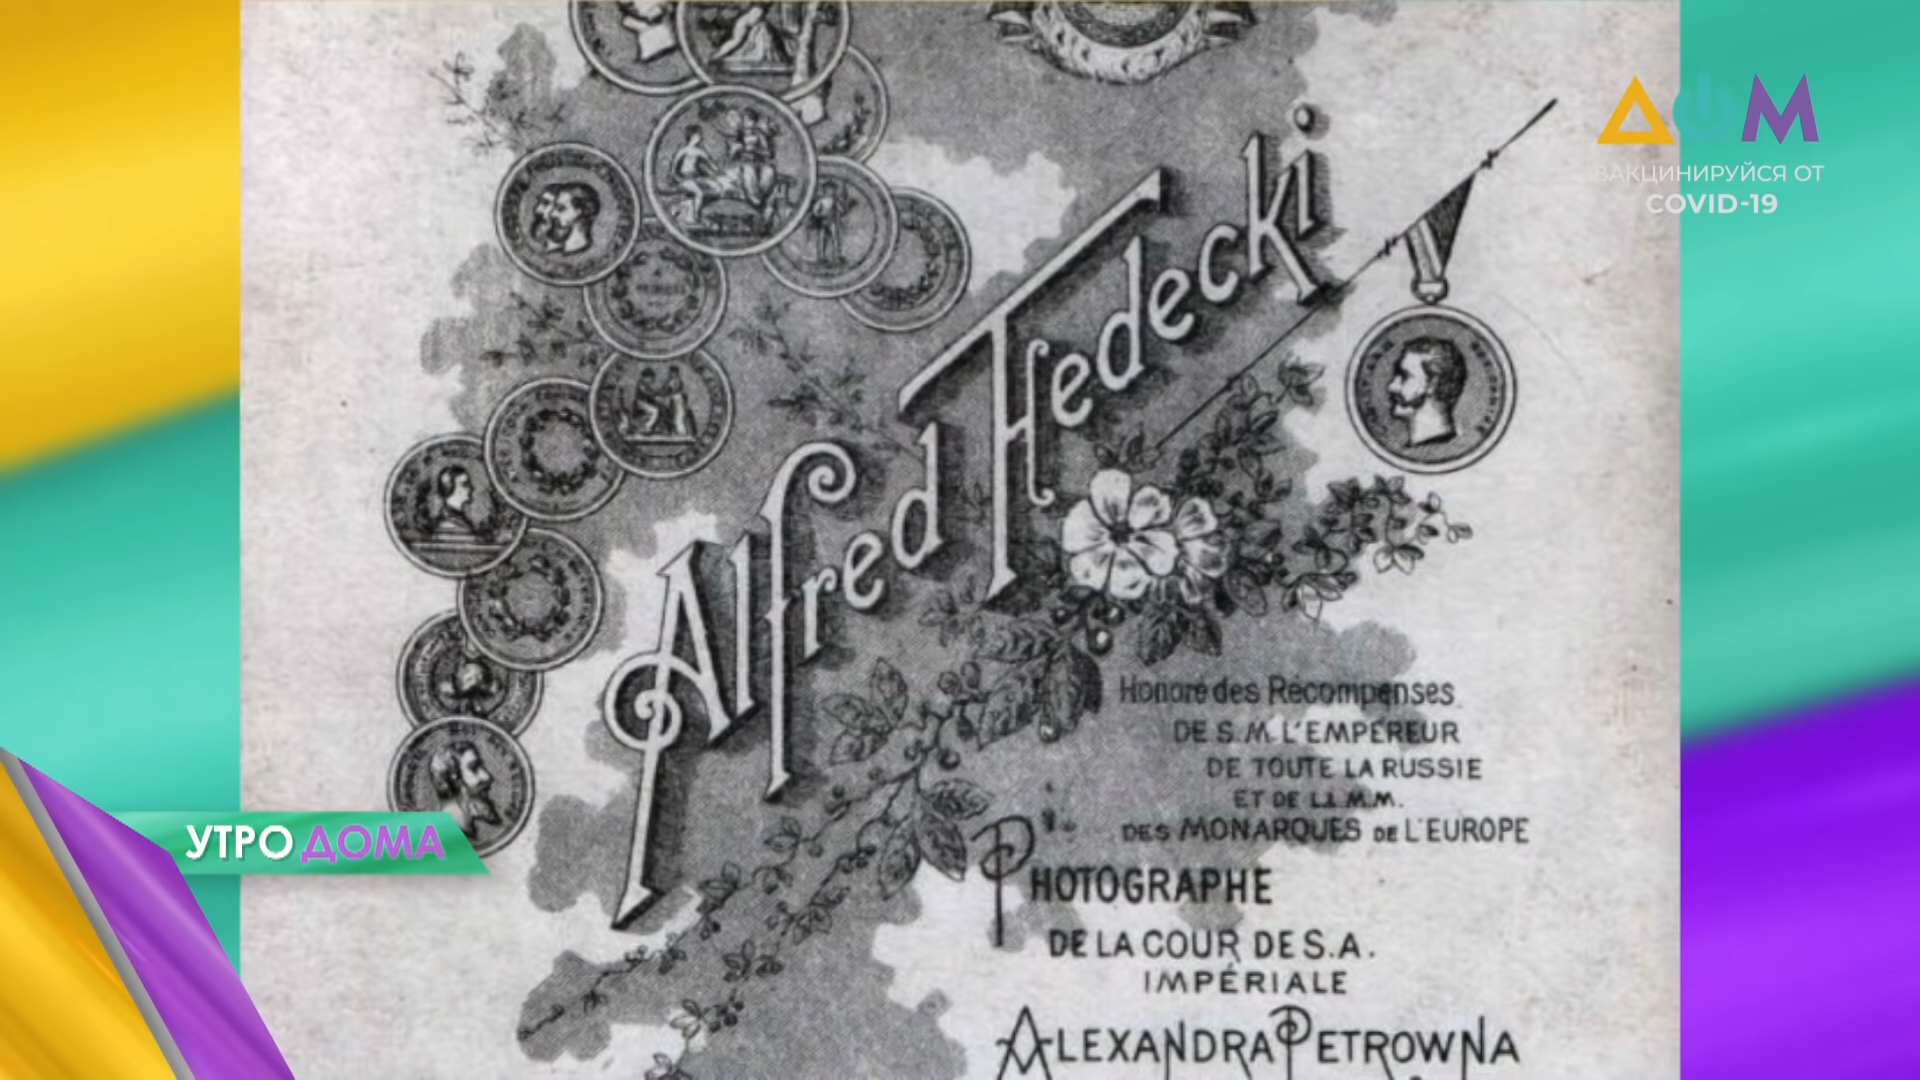 ДОМ
ВАКЦИНИРУЙСЯ ОТ
COVID-19
Alfred Fedecki
Honoré des Récompenses
DE S.M. L'EMPEREUR
DE TOUTE LA RUSSIE
ET DE LL.M.M.
DES MONARQUES DE L'EUROPE
PHOTOGRAPHE
DE LA COUR DE S.A.
IMPÉRIALE
ALEXANDRA PETROWNA
УТРО ДОМА